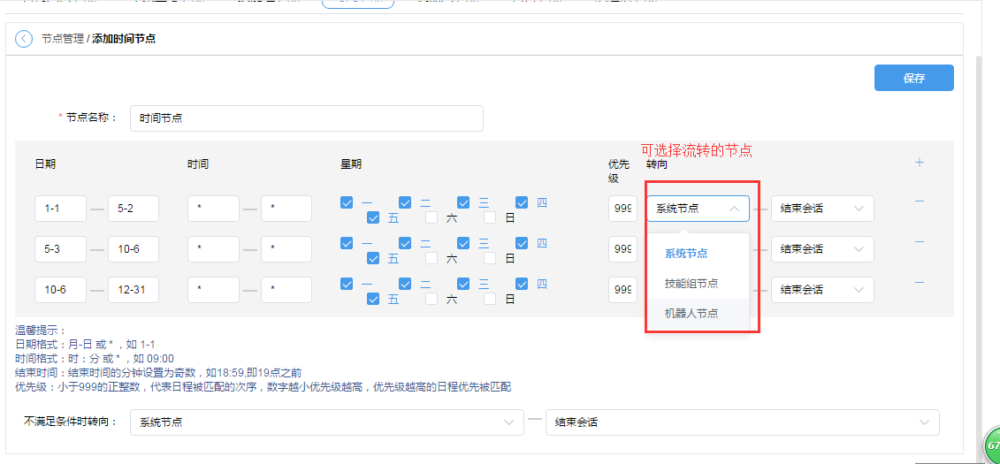 节点管理 / 添加时间节点
保存
* 节点名称： 时间节点
可选择流转的节点
日期 时间 星期 优先级 转向 +
1-1 — 5-2 * — * 一 二 三 四 五 六 日 999 系统节点 — 结束会话 —
系统节点
技能组节点
机器人节点
5-3 — 10-6 * — * 一 二 三 四 五 六 日 999 — 结束会话 —
10-6 — 12-31 * — * 一 二 三 四 五 六 日 999 — 结束会话 —
温馨提示：
日期格式：月-日 或 * ，如 1-1
时间格式：时：分 或 * ，如 09:00
结束时间：结束时间的分钟设置为奇数，如18:59,即19点之前
优先级：小于999的正整数，代表日程被匹配的次序，数字越小优先级越高，优先级越高的日程优先被匹配
不满足条件时转向： 系统节点 — 结束会话
67